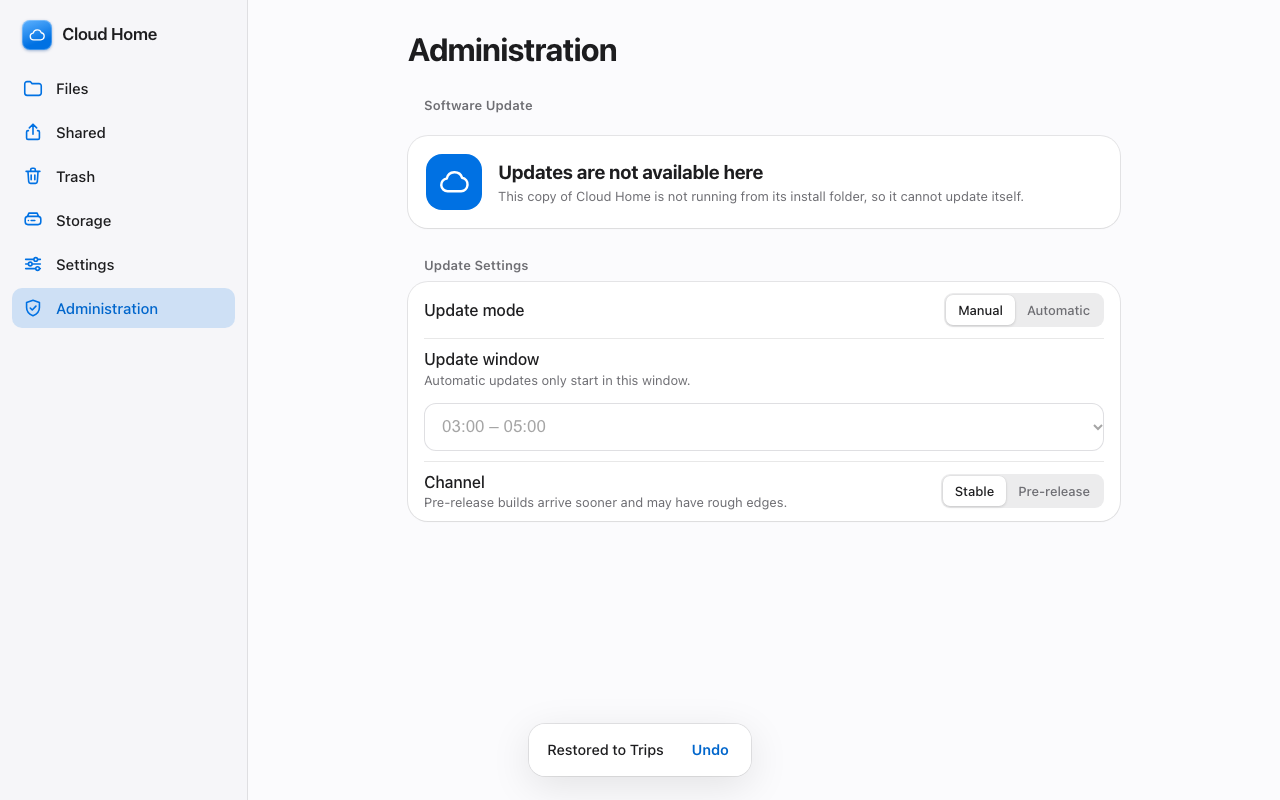 Cloud Home
Files
Shared
Trash
Storage
Settings
Administration
Administration
Software Update
Updates are not available here
This copy of Cloud Home is not running from its install folder, so it cannot update itself.
Update Settings
Update mode
Manual
Automatic
Update window
Automatic updates only start in this window.
03:00 – 05:00
Channel
Pre-release builds arrive sooner and may have rough edges.
Stable
Pre-release
Restored to Trips
Undo